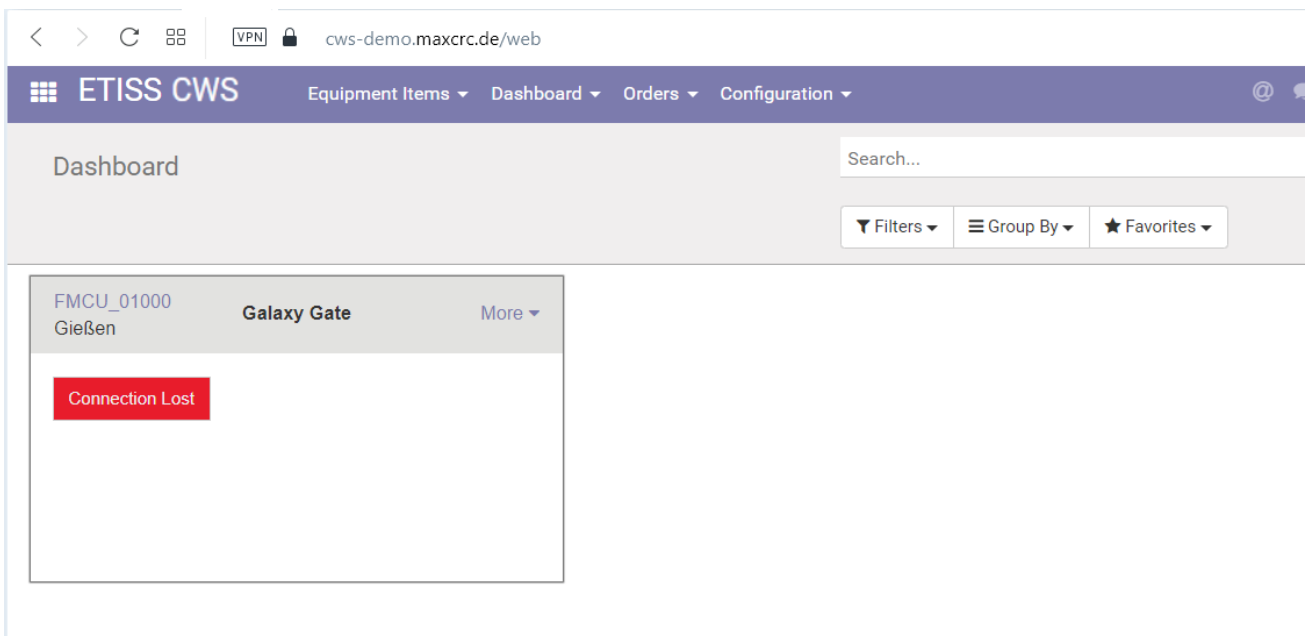 VPN cws-demo.maxcrc.de/web
ETISS CWS Equipment Items Dashboard Orders Configuration @
Dashboard Search...
Filters Group By Favorites
FMCU_01000 Galaxy Gate More
Gießen
Connection Lost